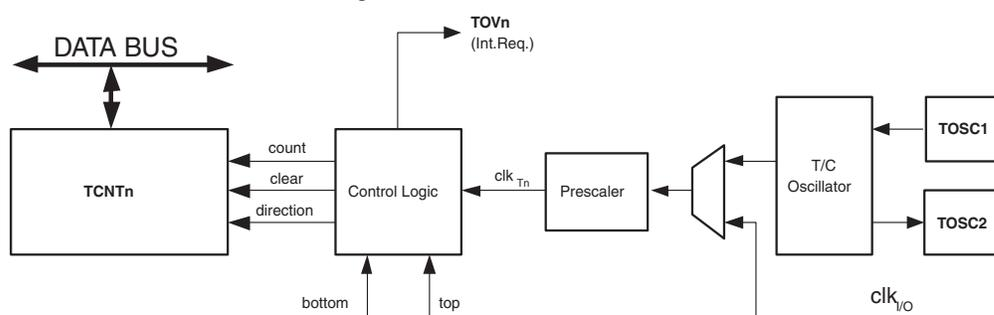 TOVn
(Int.Req.)
DATA BUS
TOSC1
count
TCNTn
clear
Control Logic
clk Tn
Prescaler
T/C
Oscillator
direction
TOSC2
bottom
top
clk I/O